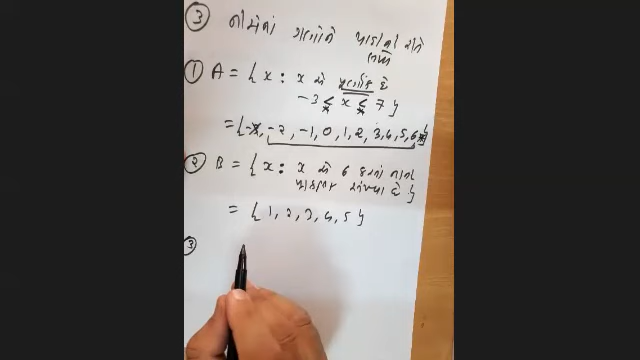 ③ નીચેના ગણોને યાદીની રીતે
લખો
① A = { x : x એ પૂર્ણાંક છે
-3 ≤ x ≤ 7 }
= { -3, -2, -1, 0, 1, 2, 3, 4, 5, 6, 7 }
② B = { x : x એ 6 કરતાં નાની
પ્રાકૃતિક સંખ્યા છે }
= { 1, 2, 3, 4, 5 }
③